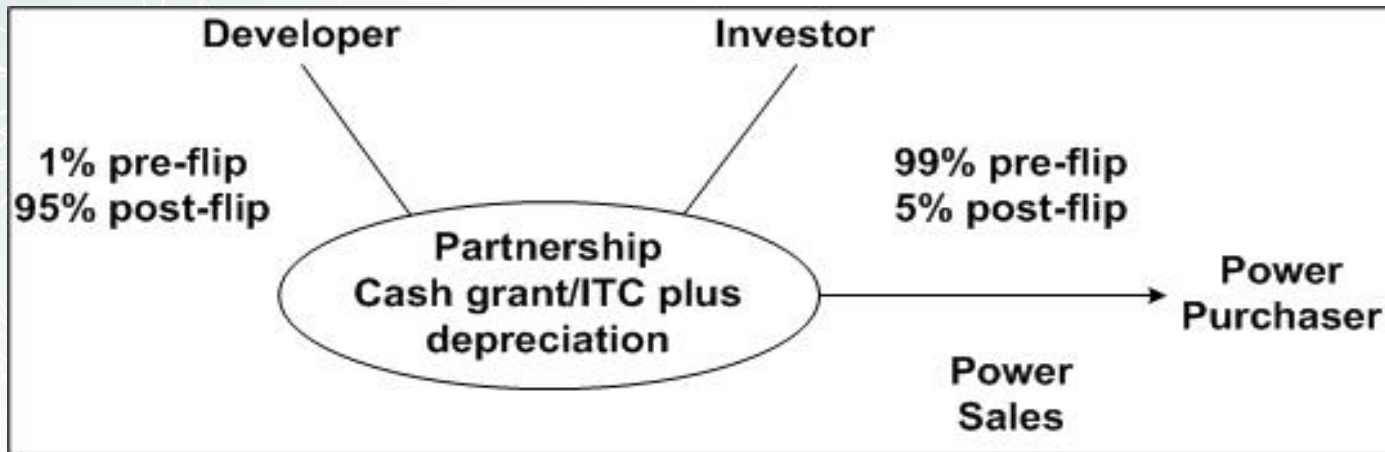 Developer
Investor
1% pre-flip
95% post-flip
99% pre-flip
5% post-flip
Partnership
Cash grant/ITC plus
depreciation
Power
Purchaser
Power
Sales